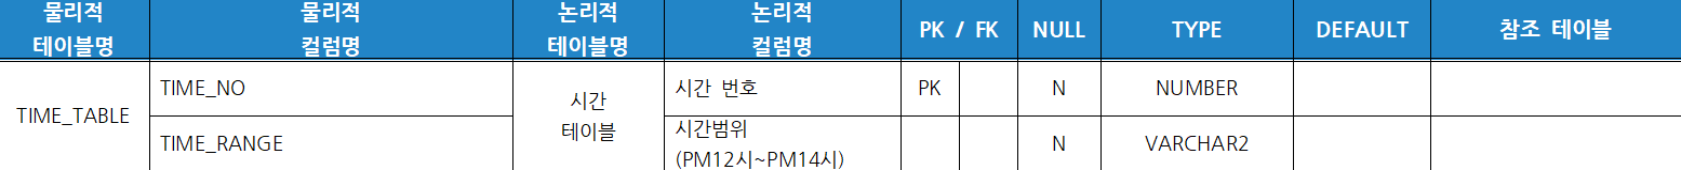 물리적 테이블명
물리적 컬럼명
논리적 테이블명
논리적 컬럼명
PK / FK
NULL
TYPE
DEFAULT
참조 테이블
TIME_TABLE
TIME_NO
시간 테이블
시간 번호
PK
N
NUMBER
TIME_RANGE
시간범위
(PM12시~PM14시)
N
VARCHAR2